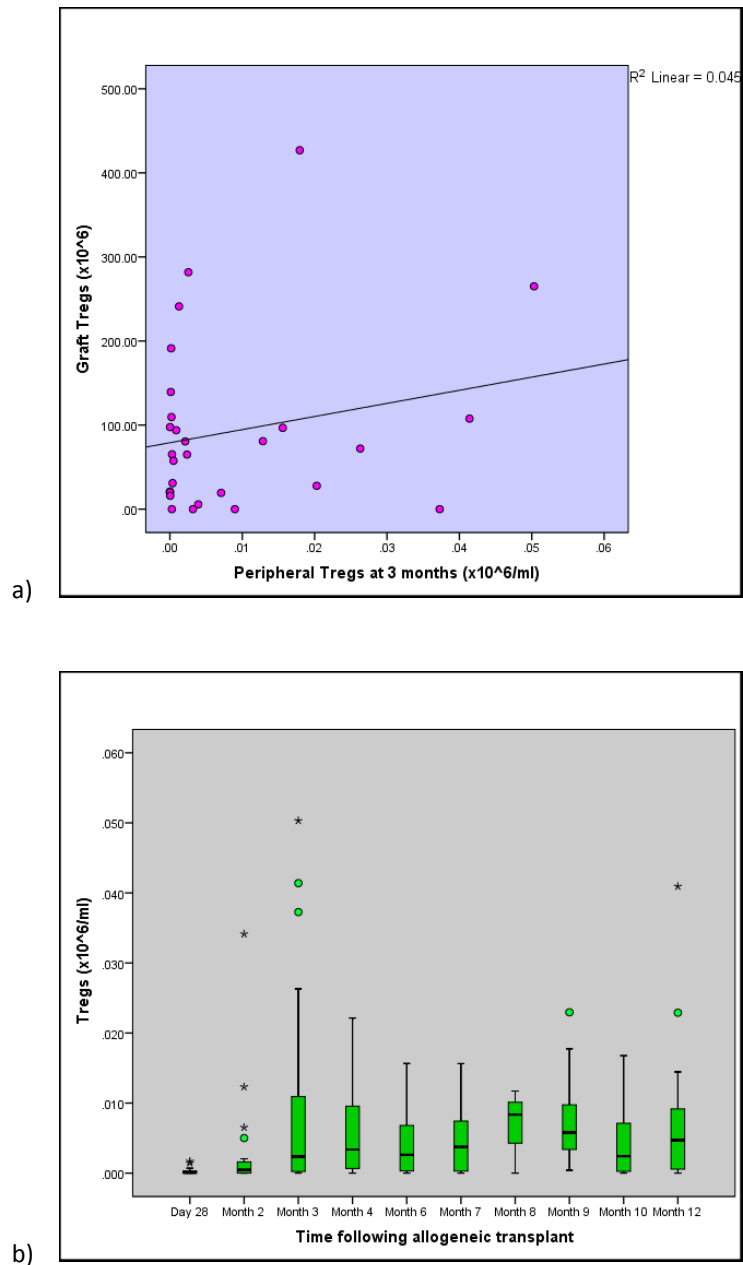 R² Linear = 0.045
500.00
400.00
300.00
200.00
100.00
.00
Graft Tregs (x10^6)
.00 .01 .02 .03 .04 .05 .06
Peripheral Tregs at 3 months (x10^6/ml)
a)
.060
.050
.040
.030
.020
.010
.000
Tregs (x10^6/ml)
Day 28 Month 2 Month 3 Month 4 Month 6 Month 7 Month 8 Month 9 Month 10 Month 12
Time following allogeneic transplant
b)